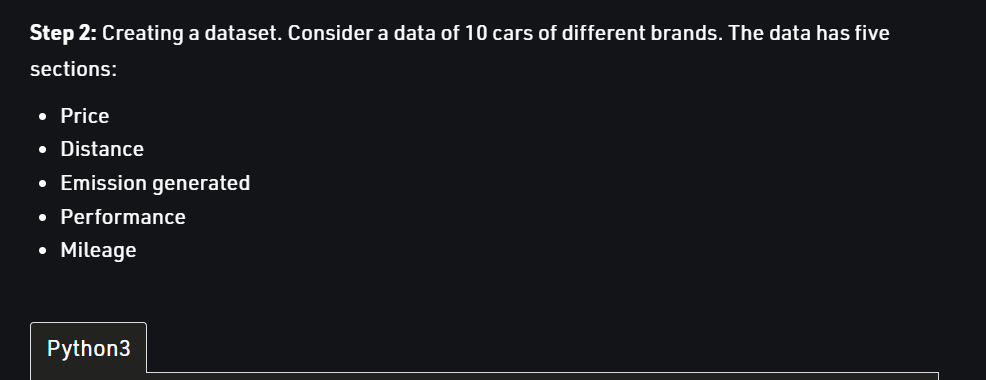 Step 2: Creating a dataset. Consider a data of 10 cars of different brands. The data has five
sections:
• Price
• Distance
• Emission generated
• Performance
• Mileage
Python3